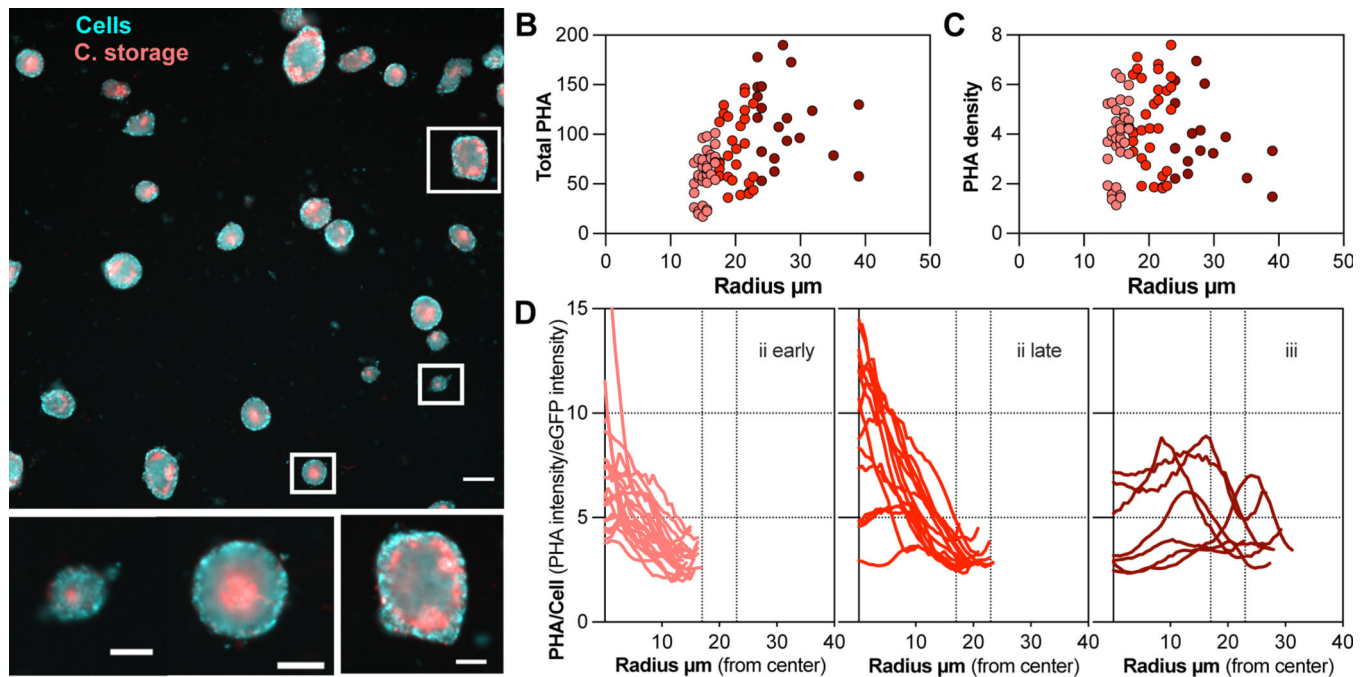 Cells
C. storage
B
Total PHA
200
150
100
50
0
0 10 20 30 40 50
Radius µm
C
PHA density
8
6
4
2
0
0 10 20 30 40 50
Radius µm
D
PHA/Cell (PHA intensity/eGFP intensity)
15
10
5
0
ii early
ii late
iii
10 20 30 40
10 20 30 40
10 20 30 40
Radius µm (from center)
Radius µm (from center)
Radius µm (from center)